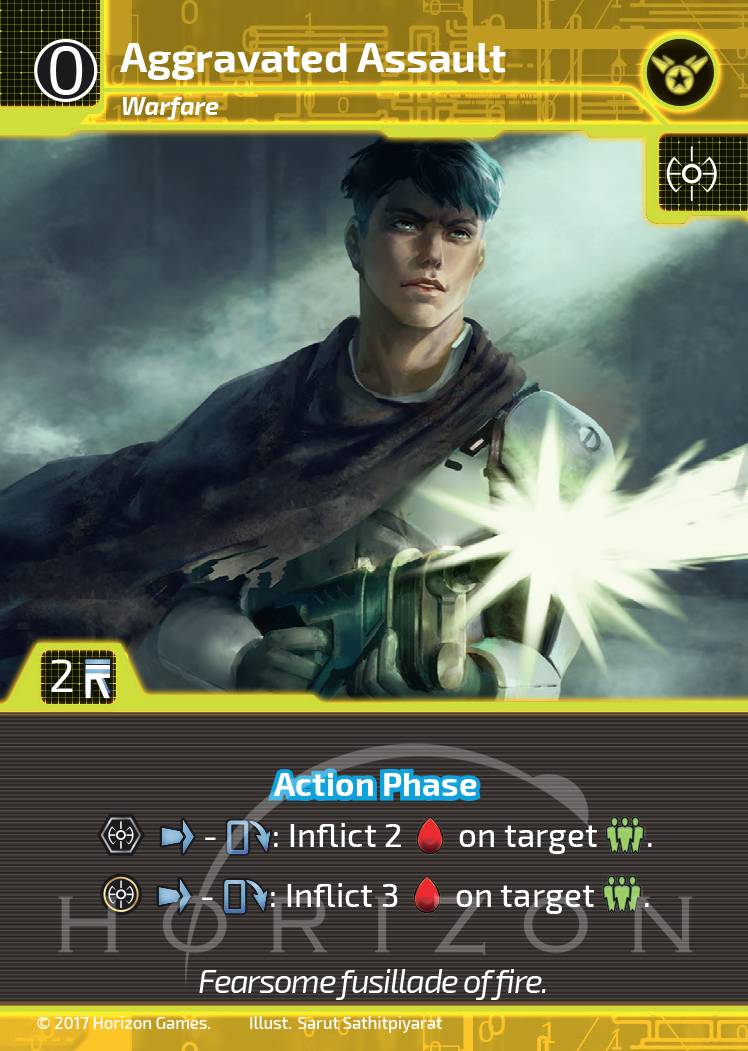 0
Aggravated Assault
Warfare
2
Action Phase
- : Inflict 2 on target .
- : Inflict 3 on target .
HORIZON
Fearsome fusillade of fire.
© 2017 Horizon Games. Illust. Sarut Sathitpiyarat